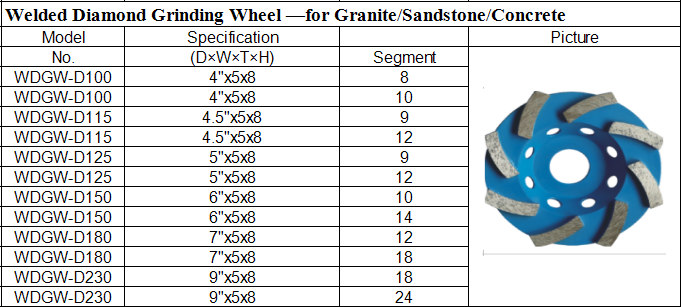 Welded Diamond Grinding Wheel —for Granite/Sandstone/Concrete
Model Specification Picture
No. (D×W×T×H) Segment
WDGW-D100 4"x5x8 8
WDGW-D100 4"x5x8 10
WDGW-D115 4.5"x5x8 9
WDGW-D115 4.5"x5x8 12
WDGW-D125 5"x5x8 9
WDGW-D125 5"x5x8 12
WDGW-D150 6"x5x8 10
WDGW-D150 6"x5x8 14
WDGW-D180 7"x5x8 12
WDGW-D180 7"x5x8 18
WDGW-D230 9"x5x8 18
WDGW-D230 9"x5x8 24